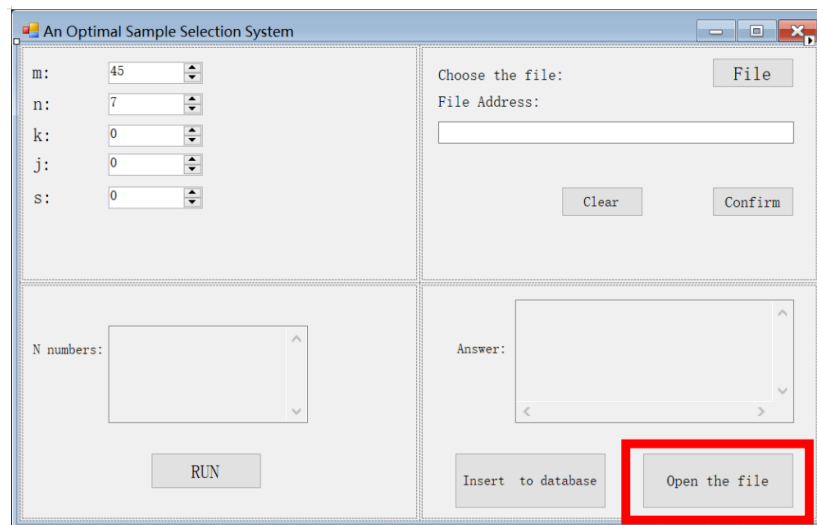 An Optimal Sample Selection System
m: 45
n: 7
k: 0
j: 0
s: 0
Choose the file: File
File Address:
Clear Confirm
N numbers:
RUN
Answer:
Insert to database Open the file